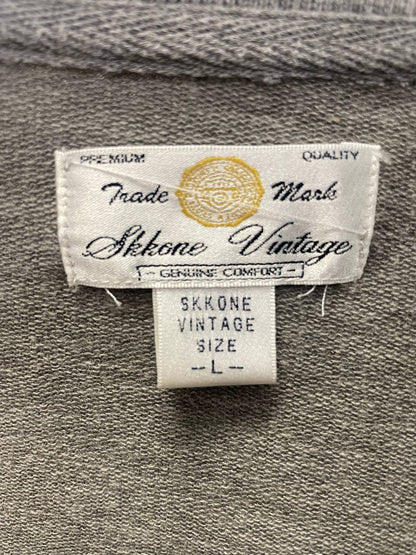 PREMIUM QUALITY
Trade Mark
Skkone Vintage
- GENUINE COMFORT -
SKKONE
VINTAGE
SIZE
--L--